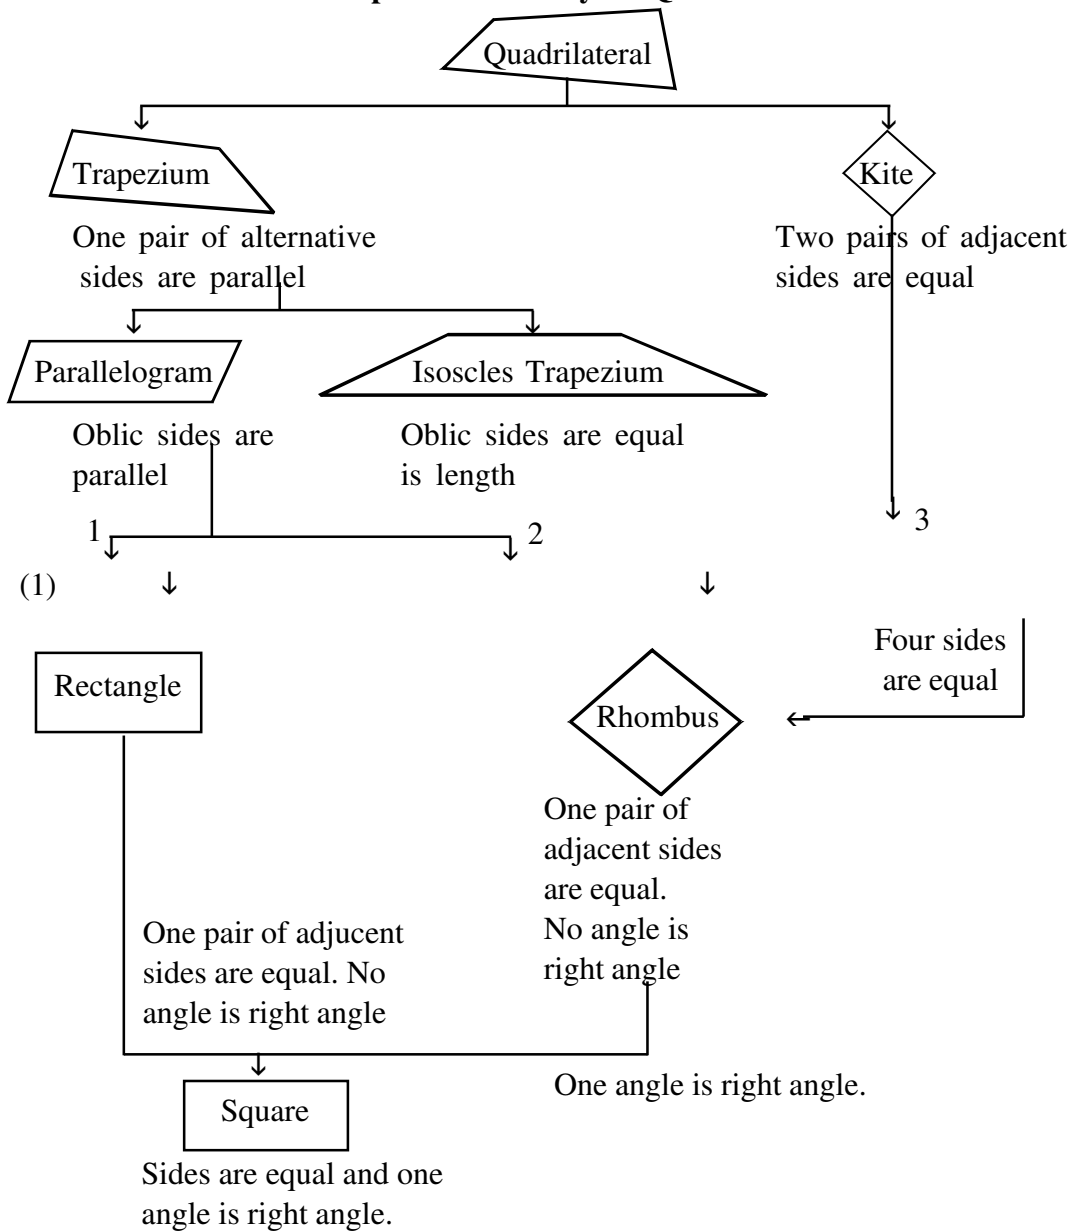 Quadrilateral
Trapezium
Kite
One pair of alternative
sides are parallel
Two pairs of adjacent
sides are equal
Parallelogram
Isoscles Trapezium
Oblic sides are
parallel
Oblic sides are equal
is length
1
2
3
(1)
Four sides
are equal
Rectangle
Rhombus
One pair of
adjacent sides
are equal.
No angle is
right angle
One pair of adjucent
sides are equal. No
angle is right angle
One angle is right angle.
Square
Sides are equal and one
angle is right angle.